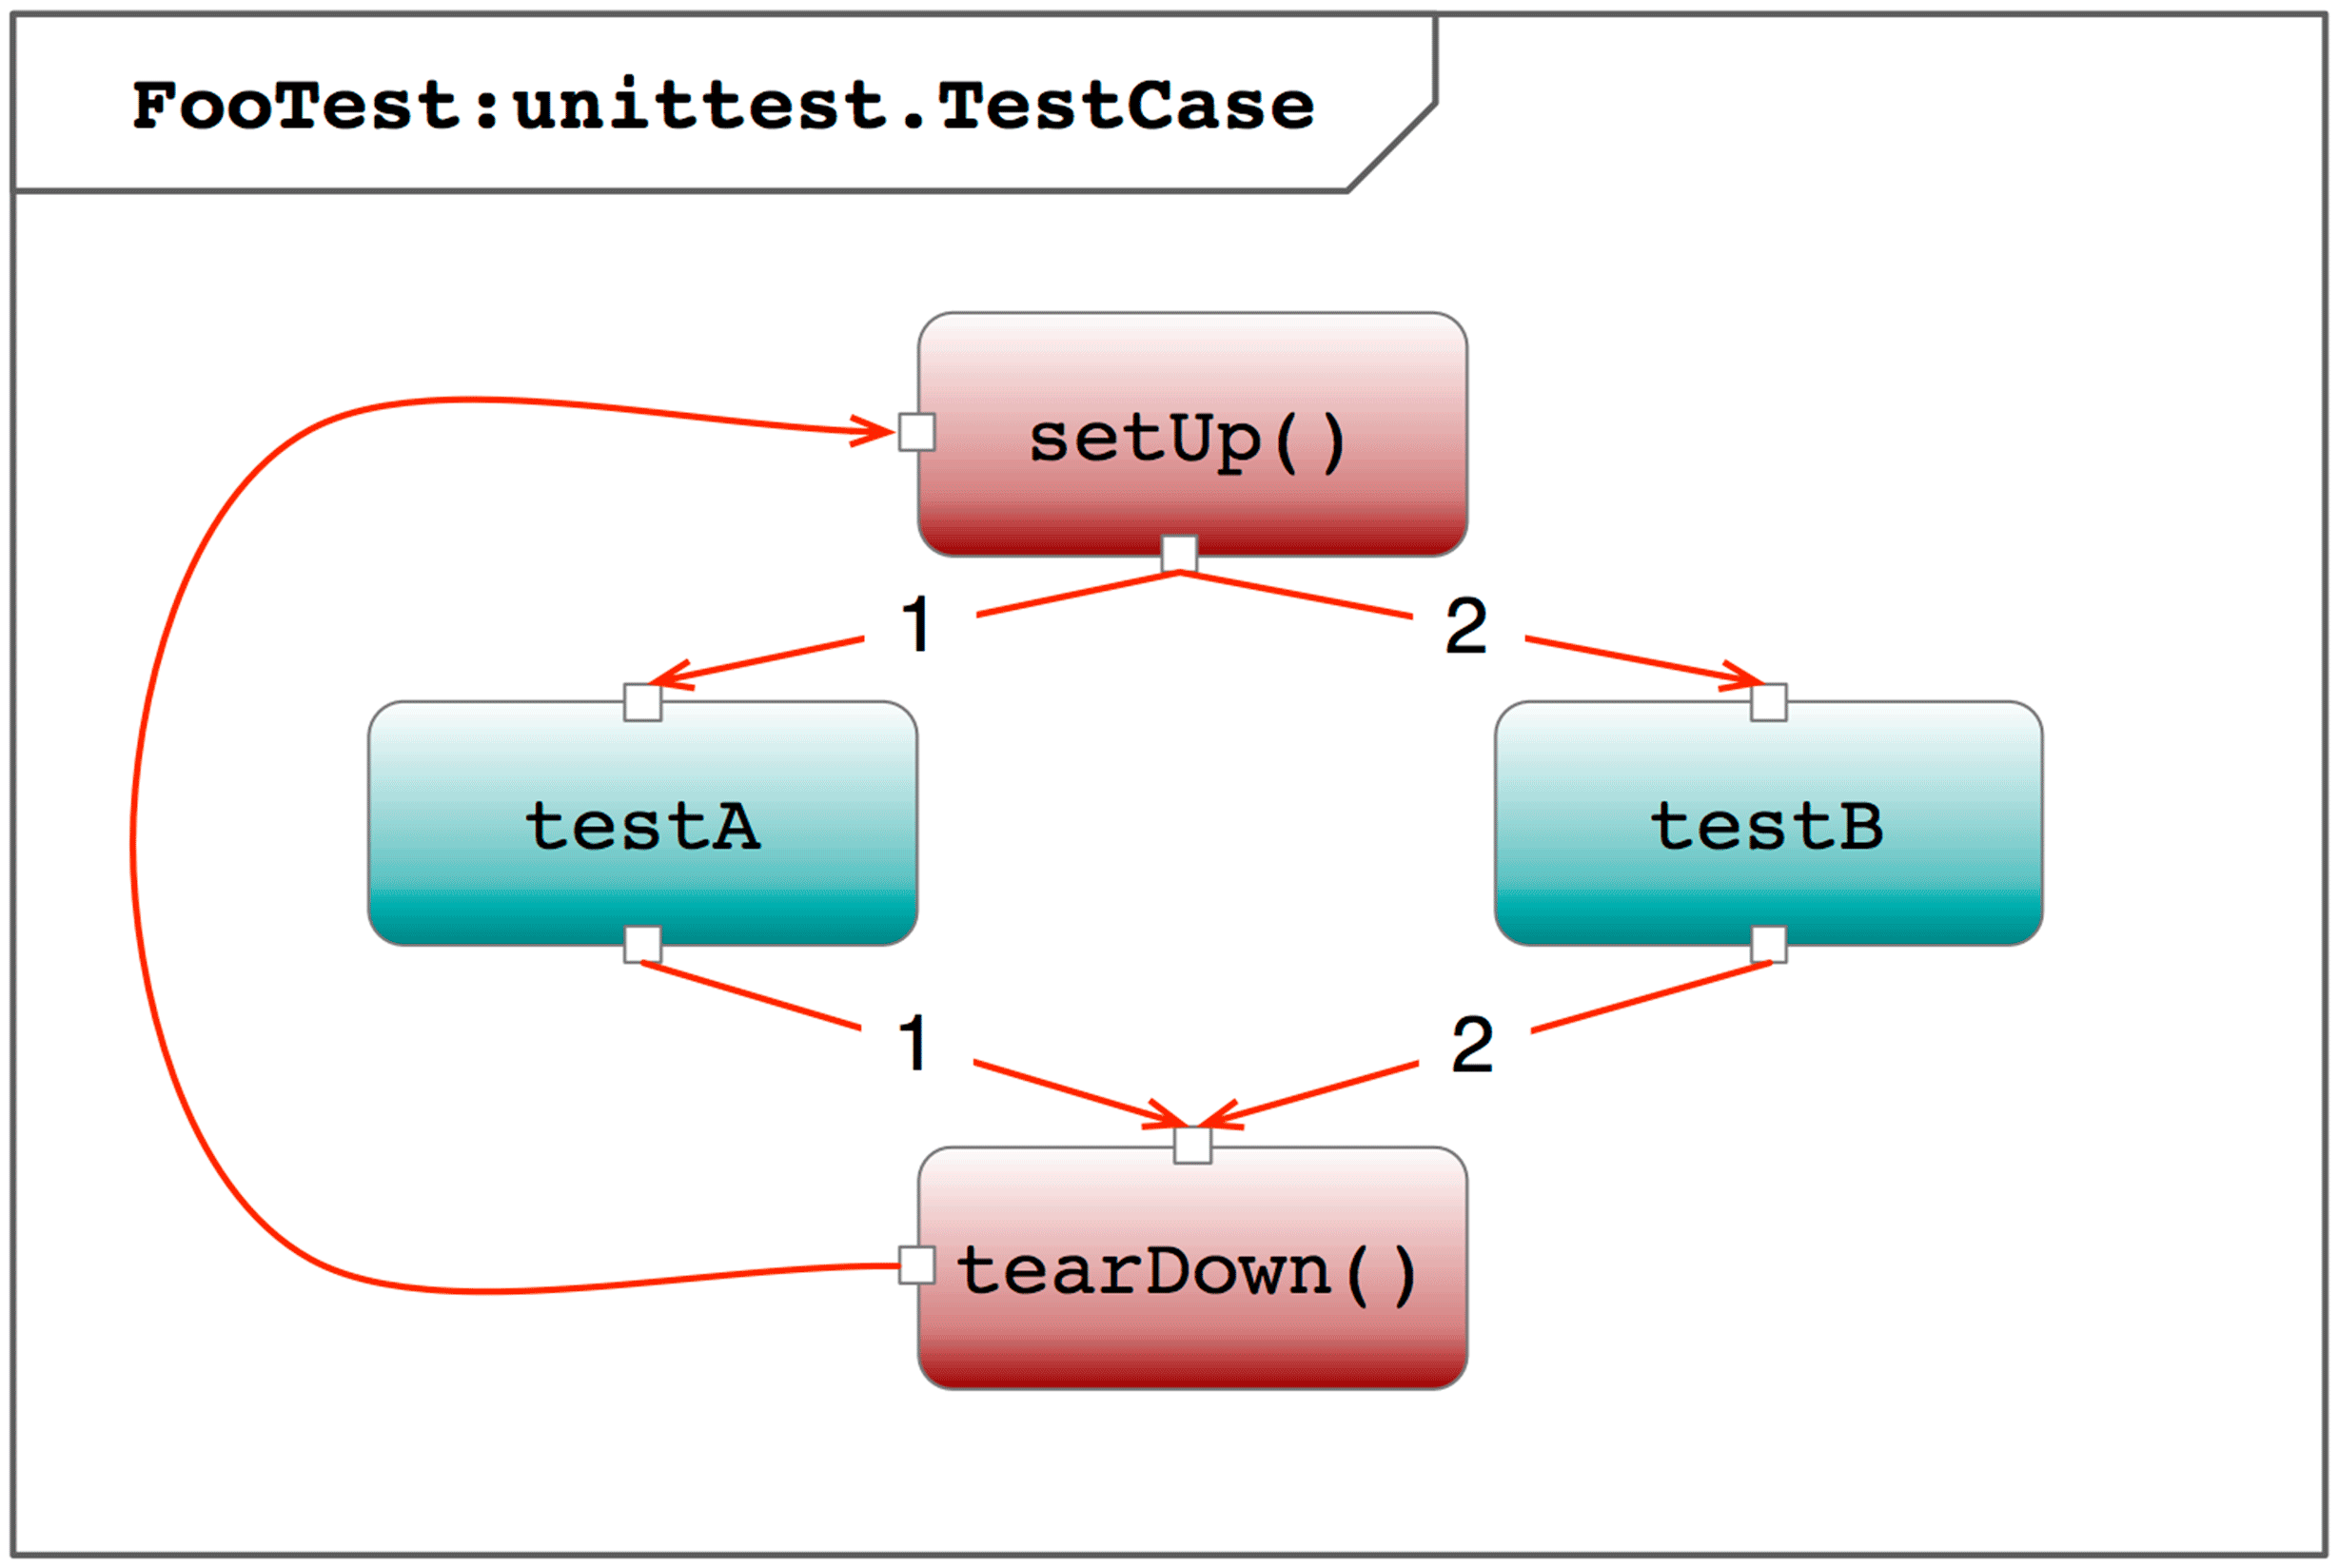 FooTest:unittest.TestCase
setUp()
1
2
testA
testB
1
2
tearDown()